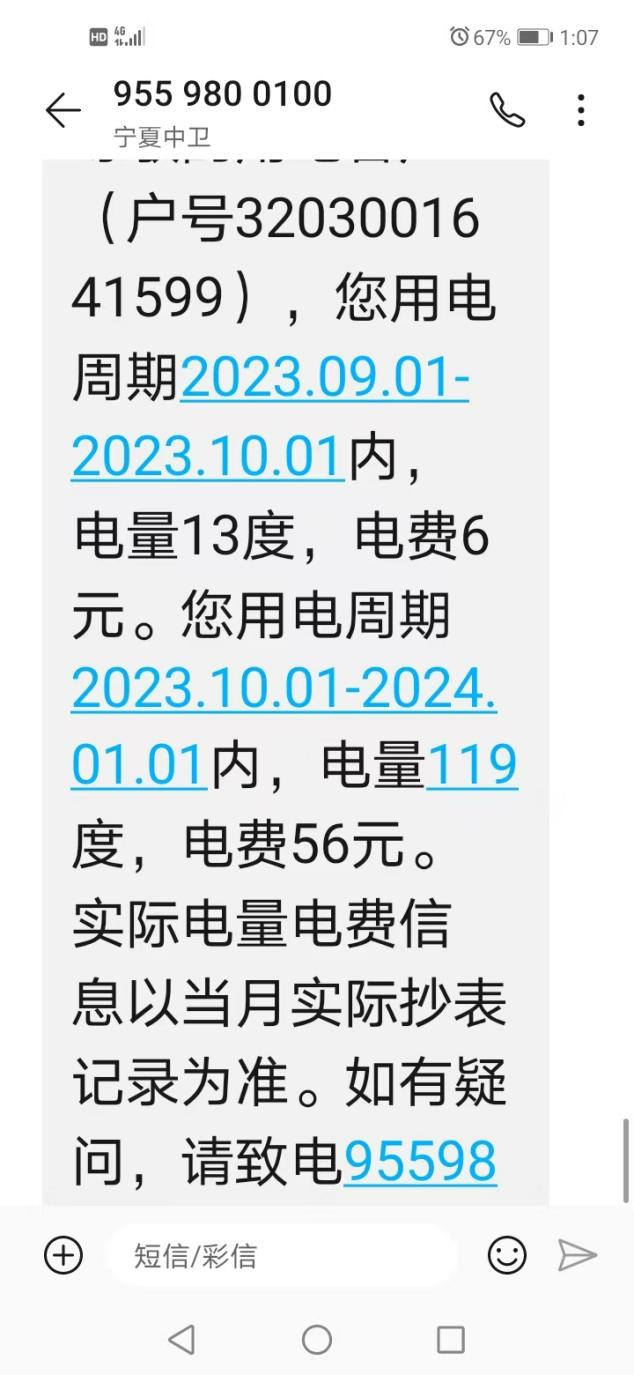 HD 4G 67% 1:07
955 980 0100
宁夏中卫
（户号32030016
41599），您用电
周期2023.09.01-
2023.10.01内，
电量13度，电费6
元。您用电周期
2023.10.01-2024.
01.01内，电量119
度，电费56元。
实际电量电费信
息以当月实际抄表
记录为准。如有疑
问，请致电95598
短信/彩信